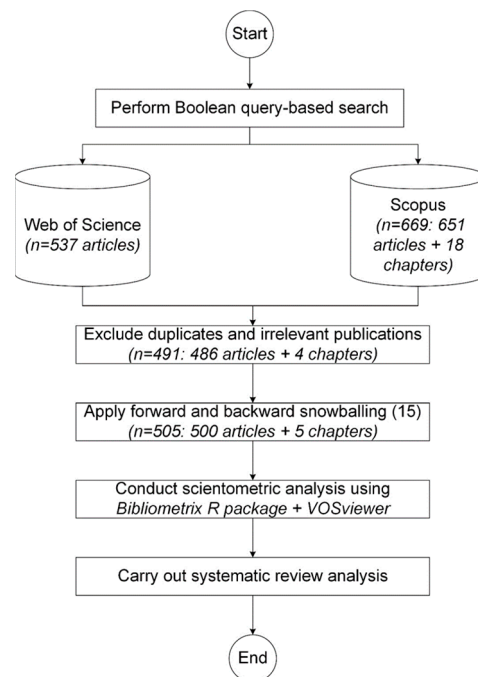 Start
Perform Boolean query-based search
Web of Science
(n=537 articles)
Scopus
(n=669: 651
articles + 18
chapters)
Exclude duplicates and irrelevant publications
(n=491: 486 articles + 4 chapters)
Apply forward and backward snowballing (15)
(n=505: 500 articles + 5 chapters)
Conduct scientometric analysis using
Bibliometrix R package + VOSviewer
Carry out systematic review analysis
End